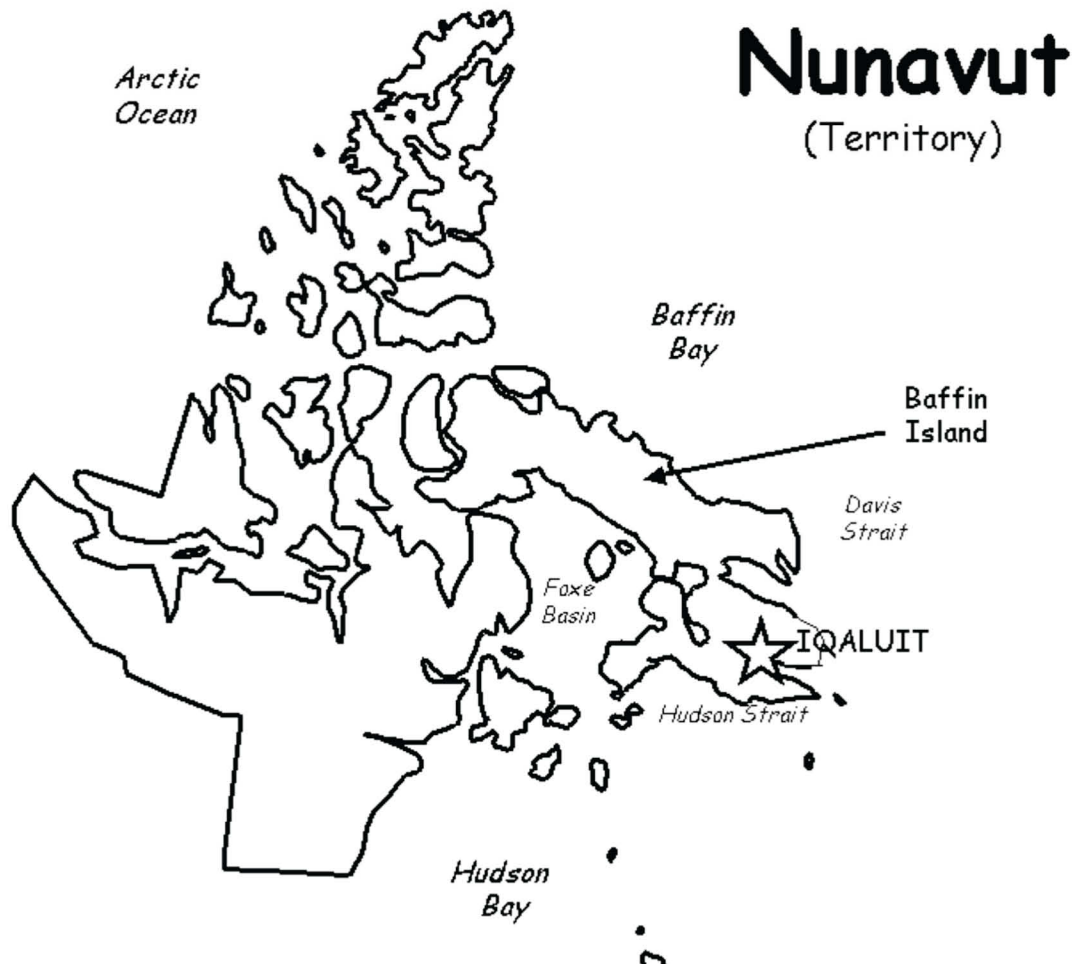 Nunavut
(Territory)
Arctic
Ocean
Baffin
Bay
Baffin
Island
Davis
Strait
Foxe
Basin
IQALUIT
Hudson Strait
Hudson
Bay